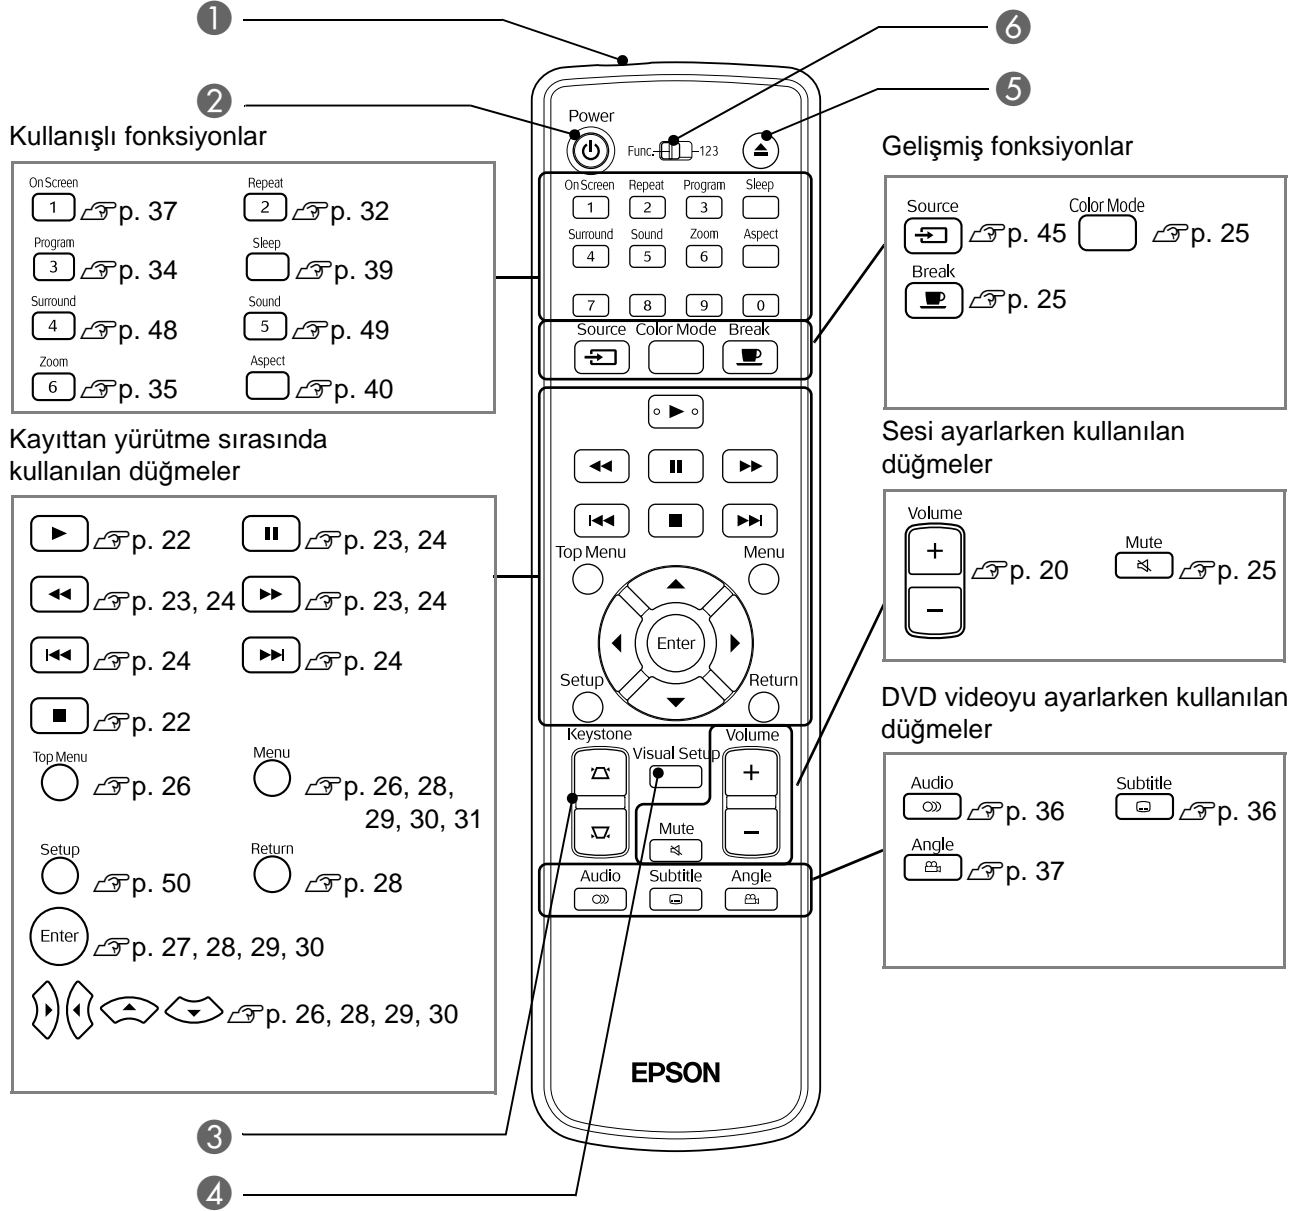 1
6
2
5
Kullanışlı fonksiyonlar
On Screen Repeat
1 p. 37 2 p. 32
Program Sleep
3 p. 34 p. 39
Surround Sound
4 p. 48 5 p. 49
Zoom Aspect
6 p. 35 p. 40
Kayıttan yürütme sırasında
kullanılan düğmeler
p. 22 p. 23, 24
p. 23, 24 p. 23, 24
p. 24 p. 24
p. 22
Top Menu Menu
p. 26 p. 26, 28,
29, 30, 31
Setup Return
p. 50 p. 28
Enter p. 27, 28, 29, 30
p. 26, 28, 29, 30
Power
Func. 123
On Screen Repeat Program Sleep
1 2 3
Surround Sound Zoom Aspect
4 5 6
7 8 9 0
Source Color Mode Break
Top Menu Menu
Enter
Setup Return
Keystone Volume
Visual Setup
+
Mute
−
Audio Subtitle Angle
EPSON
Gelişmiş fonksiyonlar
Source Color Mode
p. 45 p. 25
Break
p. 25
Sesi ayarlarken kullanılan
düğmeler
Volume
+ Mute
p. 20 p. 25
−
DVD videoyu ayarlarken kullanılan
düğmeler
Audio Subtitle
p. 36 p. 36
Angle
p. 37
3
4